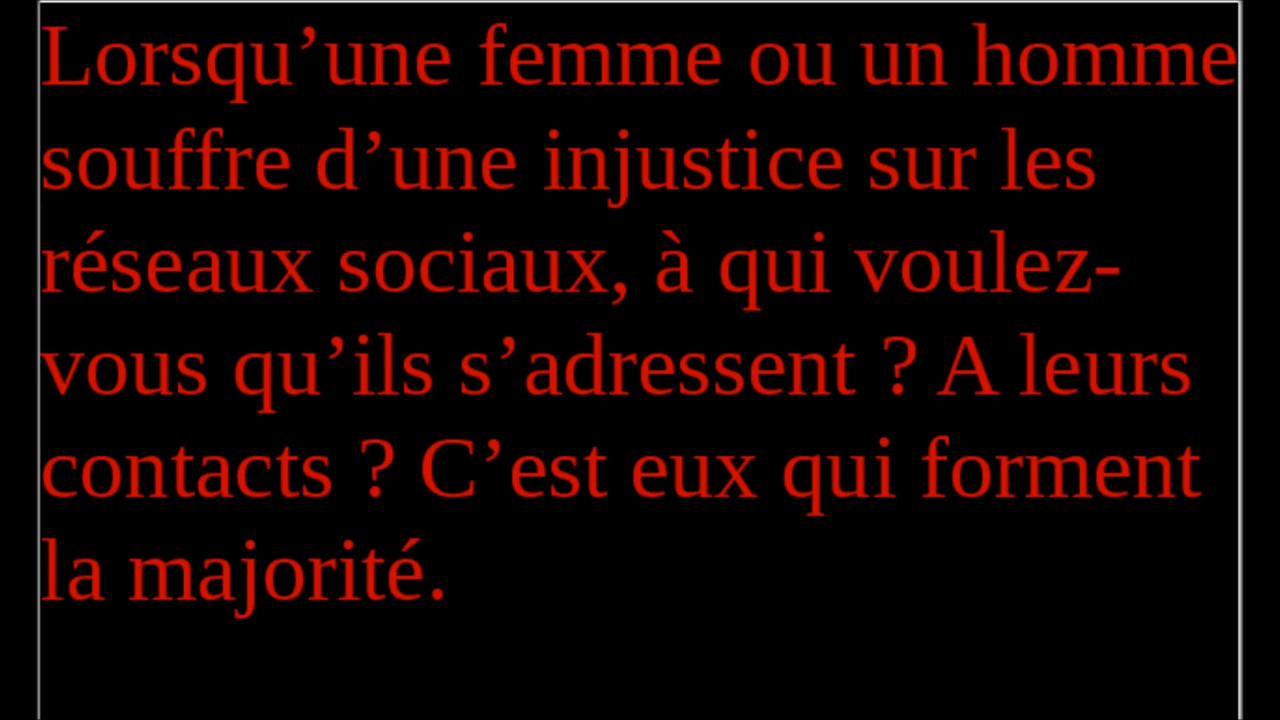 Lorsqu’une femme ou un homme
souffre d’une injustice sur les
réseaux sociaux, à qui voulez-
vous qu’ils s’adressent ? A leurs
contacts ? C’est eux qui forment
la majorité.